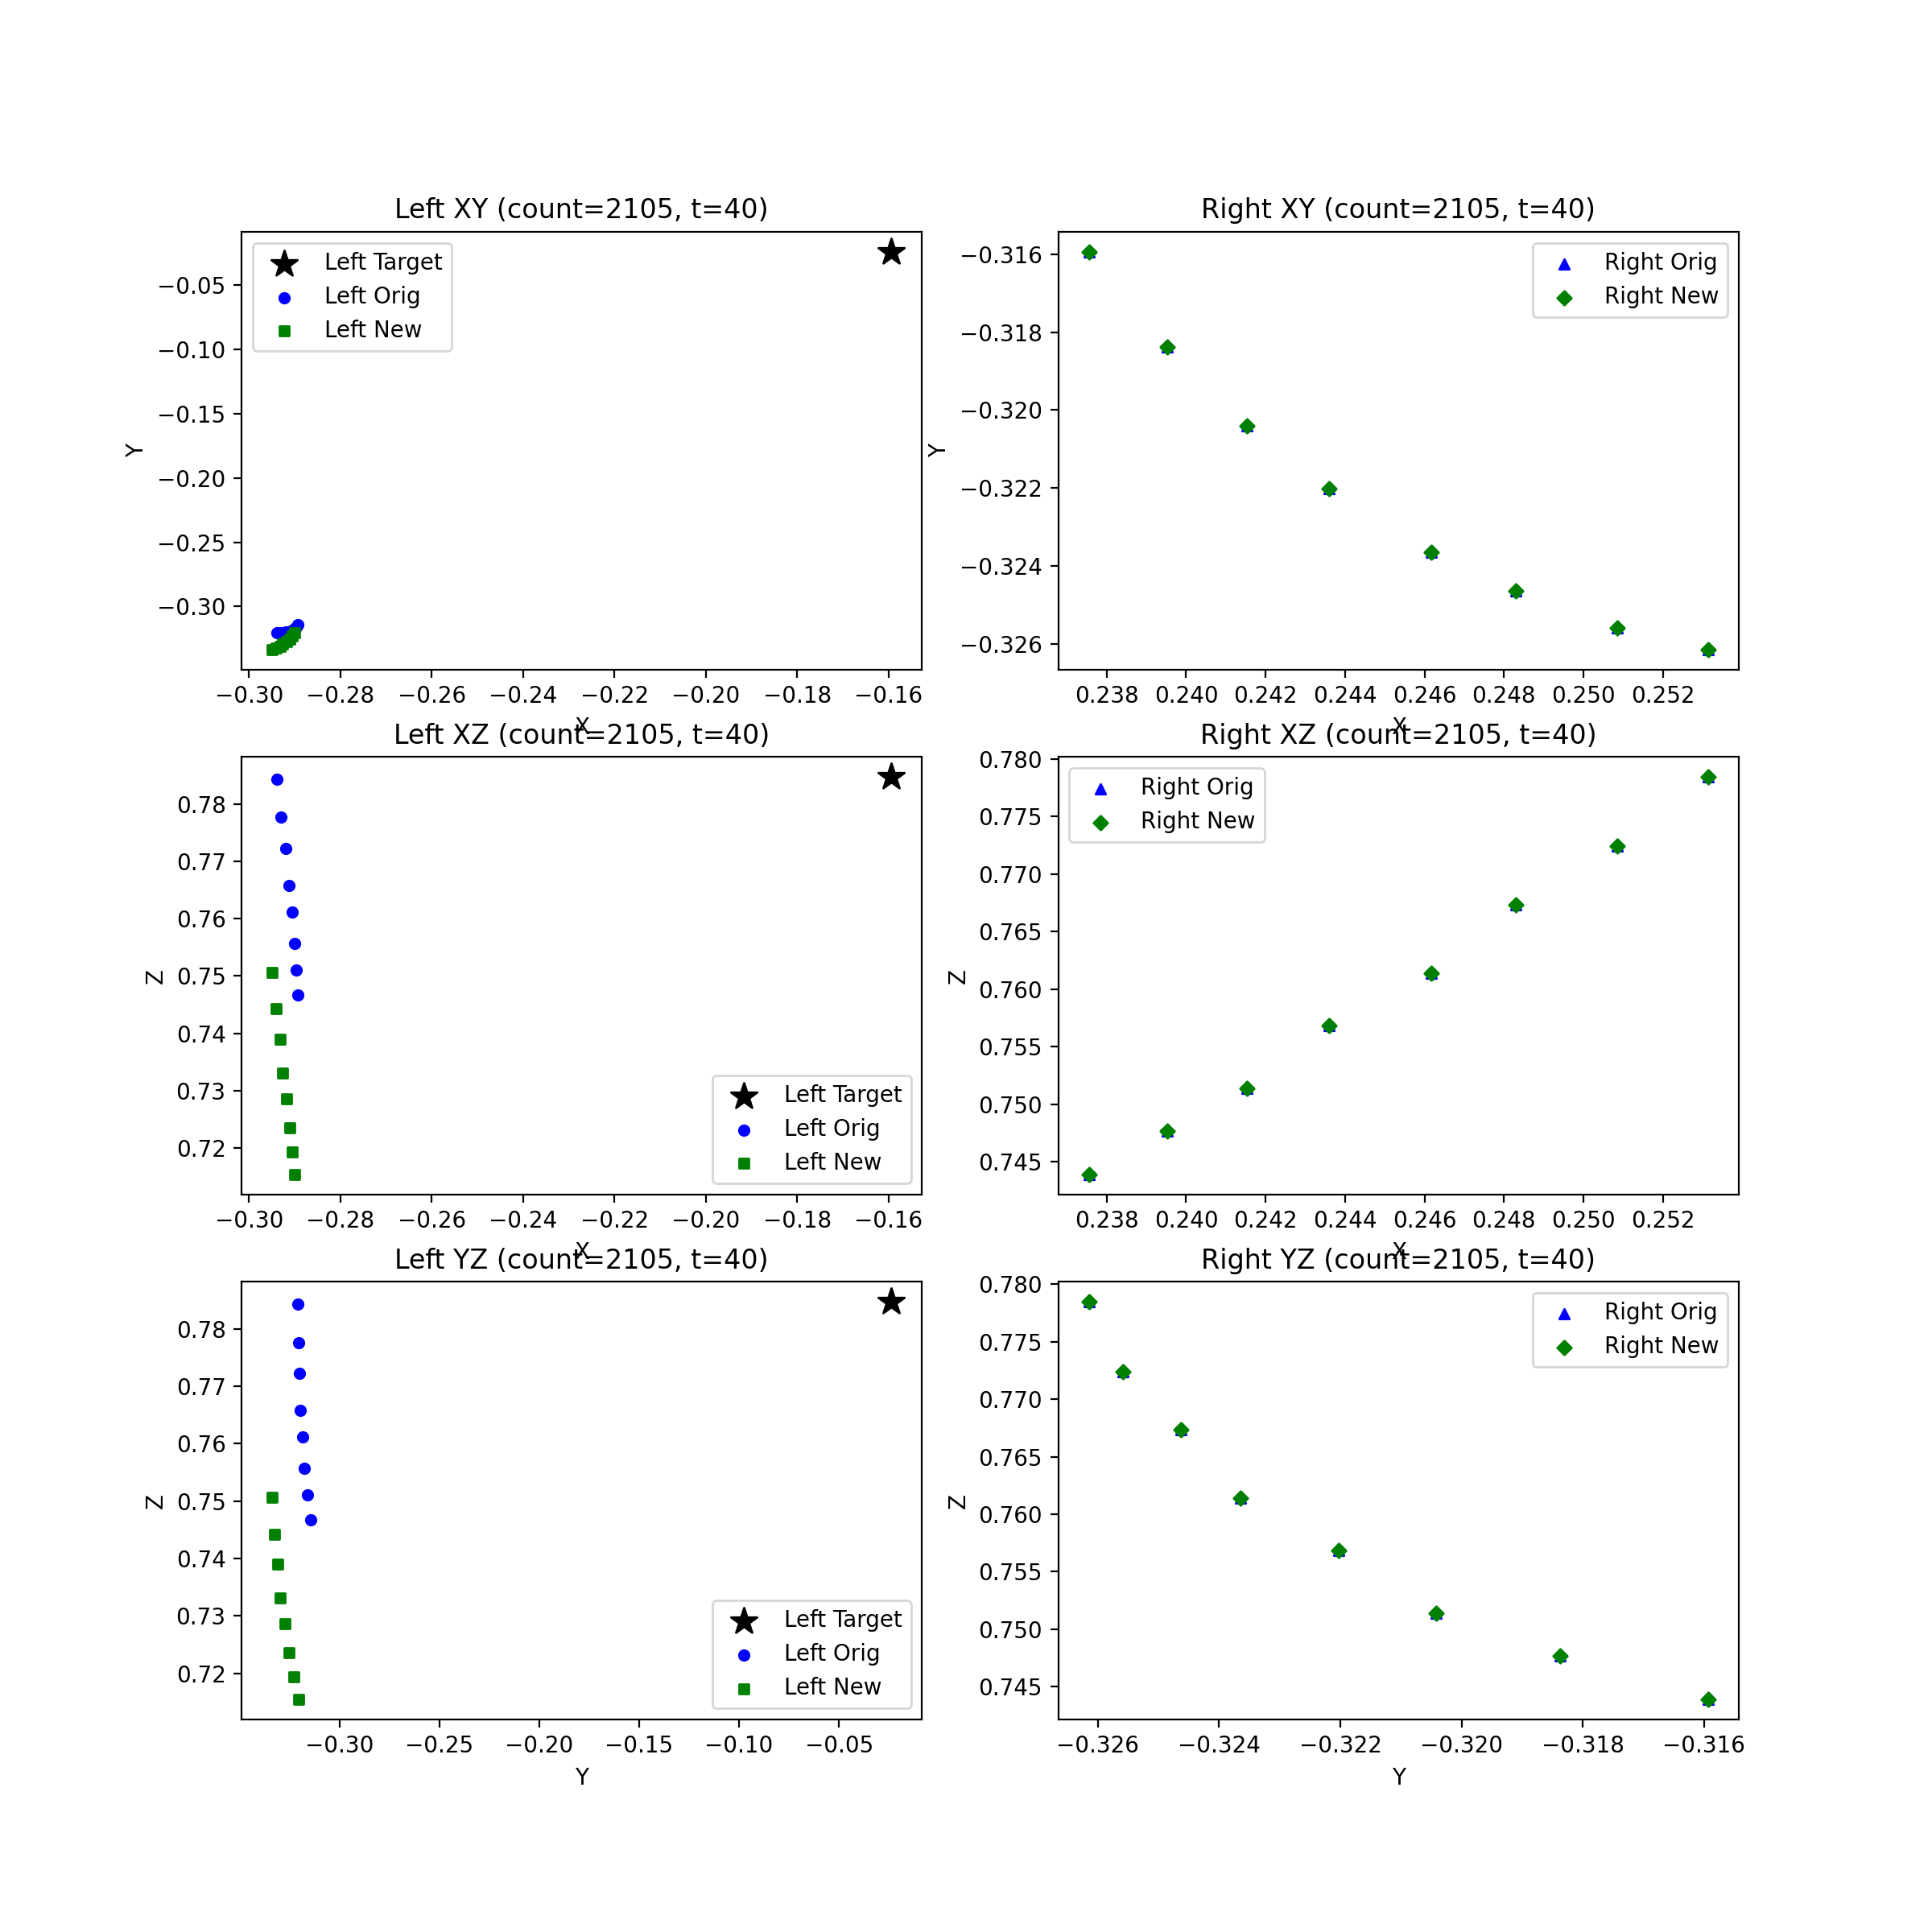 Left XY (count=2105, t=40)
Left Target
Left Orig
Left New
−0.05
−0.10
−0.15
−0.20
−0.25
−0.30
Y
−0.30 −0.28 −0.26 −0.24 −0.22 −0.20 −0.18 −0.16
X
Right XY (count=2105, t=40)
Right Orig
Right New
−0.316
−0.318
−0.320
−0.322
−0.324
−0.326
Y
0.238 0.240 0.242 0.244 0.246 0.248 0.250 0.252
X
Left XZ (count=2105, t=40)
0.78
0.77
0.76
0.75
0.74
0.73
0.72
Z
Left Target
Left Orig
Left New
−0.30 −0.28 −0.26 −0.24 −0.22 −0.20 −0.18 −0.16
X
Right XZ (count=2105, t=40)
Right Orig
Right New
0.780
0.775
0.770
0.765
0.760
0.755
0.750
0.745
Z
0.238 0.240 0.242 0.244 0.246 0.248 0.250 0.252
X
Left YZ (count=2105, t=40)
0.78
0.77
0.76
0.75
0.74
0.73
0.72
Z
Left Target
Left Orig
Left New
−0.30 −0.25 −0.20 −0.15 −0.10 −0.05
Y
Right YZ (count=2105, t=40)
Right Orig
Right New
0.780
0.775
0.770
0.765
0.760
0.755
0.750
0.745
Z
−0.326 −0.324 −0.322 −0.320 −0.318 −0.316
Y